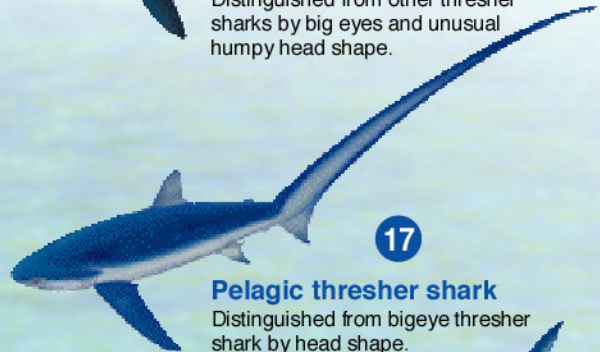 Distinguished from other thresher
sharks by big eyes and unusual
humpy head shape.
17
Pelagic thresher shark
Distinguished from bigeye thresher
shark by head shape.